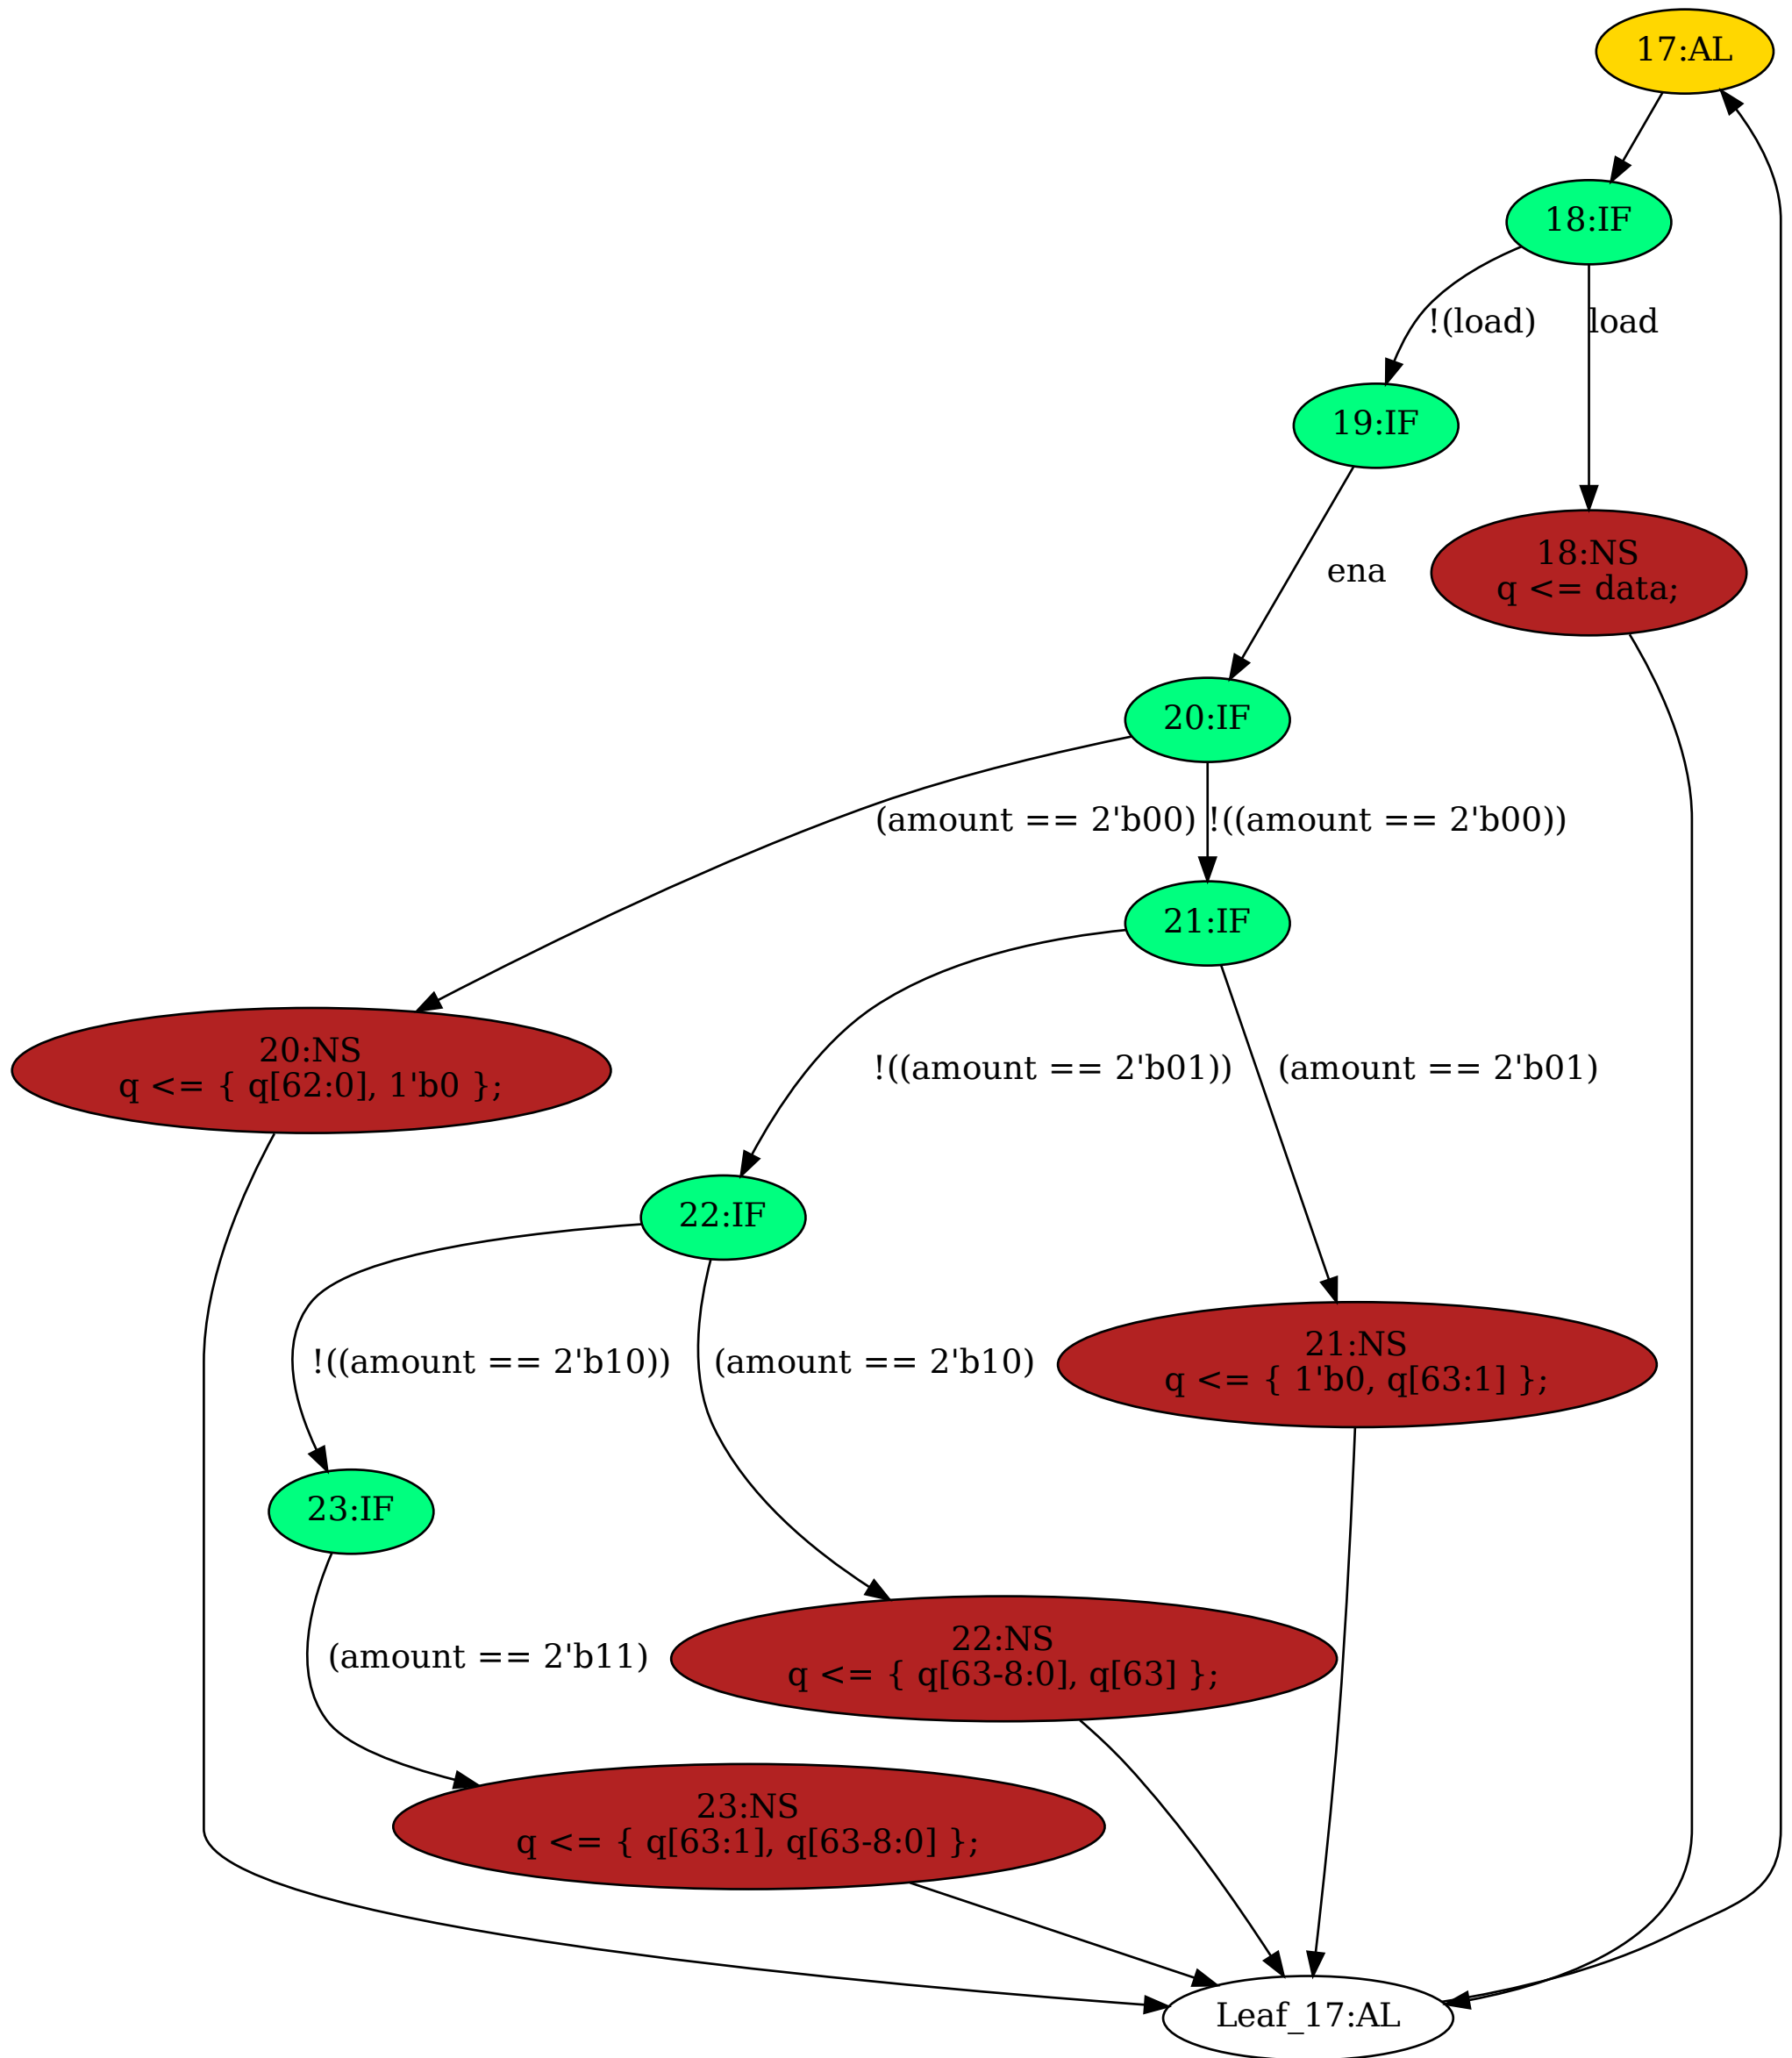 17:AL
18:IF
!(load)
load
19:IF
18:NS
q <= data;
ena
20:IF
(amount == 2'b00)
!((amount == 2'b00))
21:IF
20:NS
q <= { q[62:0], 1'b0 };
!((amount == 2'b01))
(amount == 2'b01)
22:IF
!((amount == 2'b10))
(amount == 2'b10)
21:NS
q <= { 1'b0, q[63:1] };
23:IF
(amount == 2'b11)
22:NS
q <= { q[63-8:0], q[63] };
23:NS
q <= { q[63:1], q[63-8:0] };
Leaf_17:AL